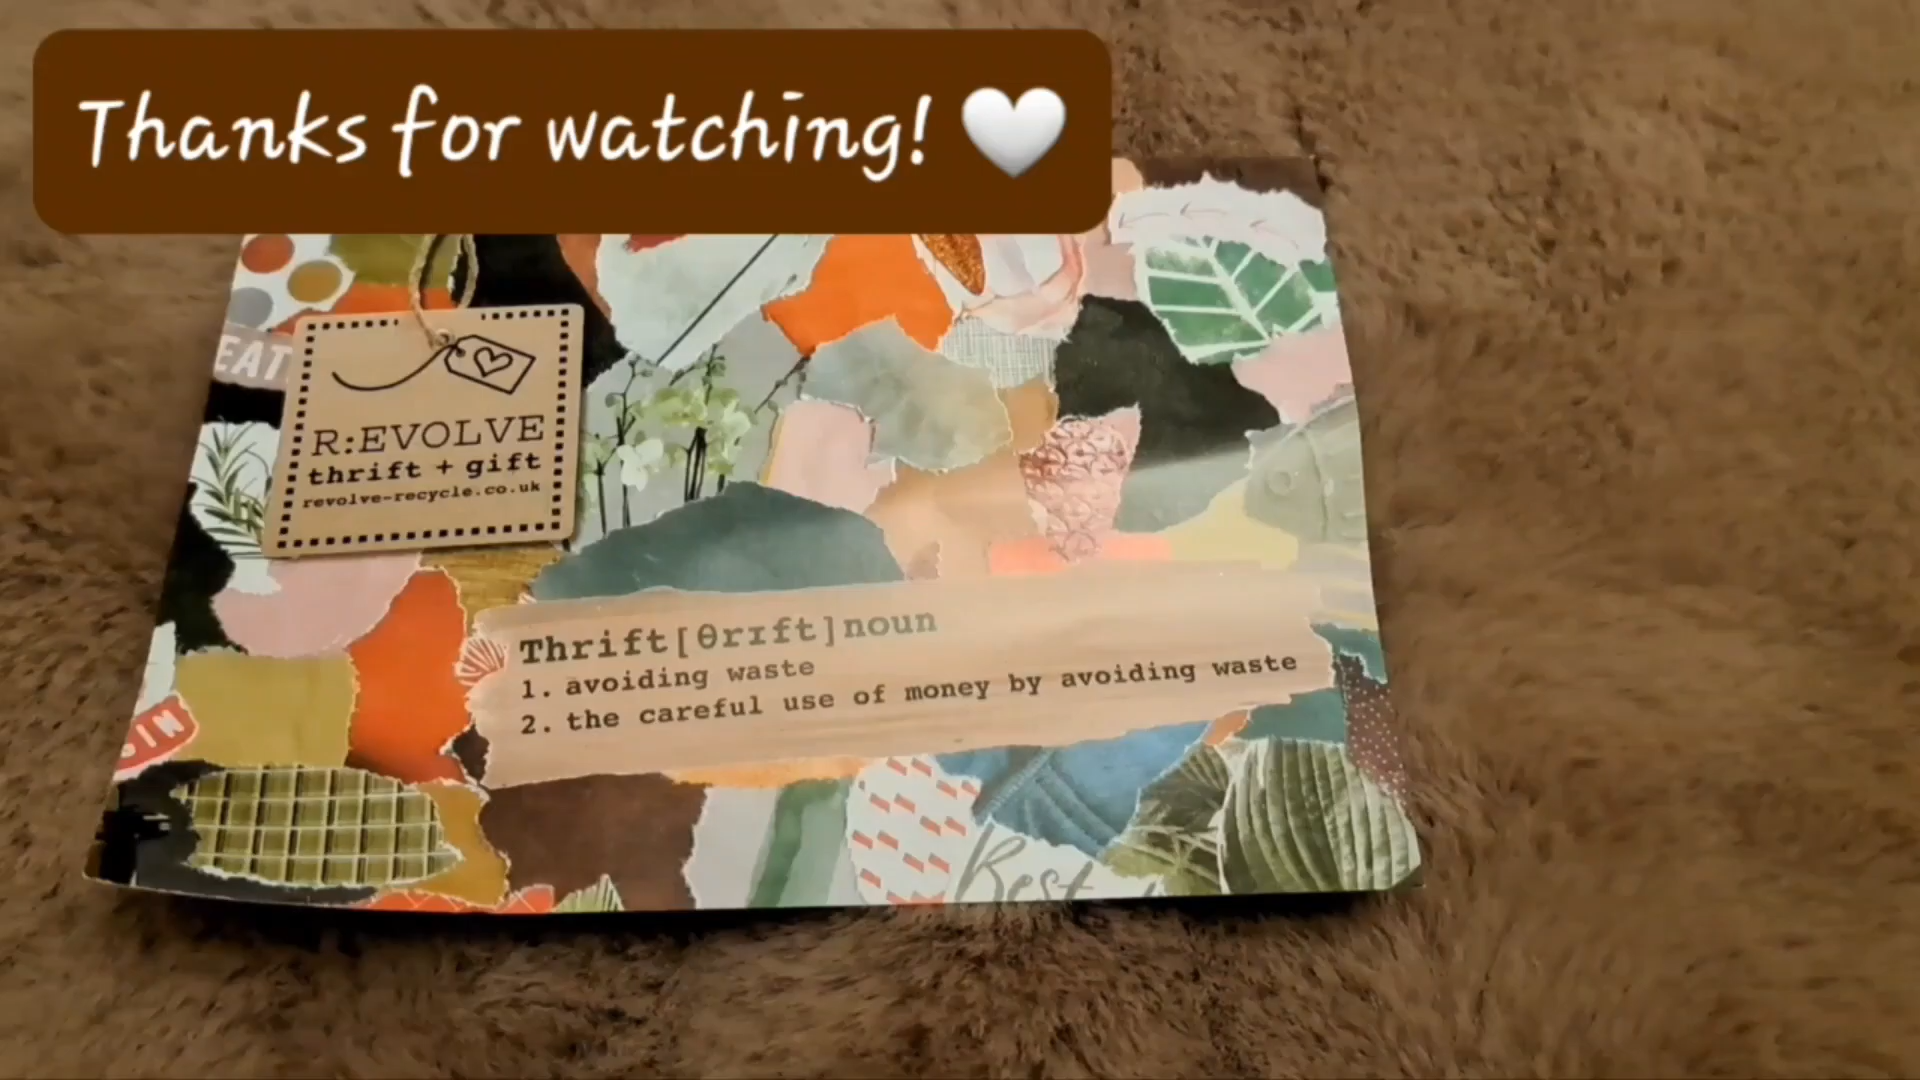 Thanks for watching! 🤍
EAT
R:EVOLVE
thrift + gift
revolve-recycle.co.uk
Thrift[θrɪft]noun
1. avoiding waste
2. the careful use of money by avoiding waste
Best